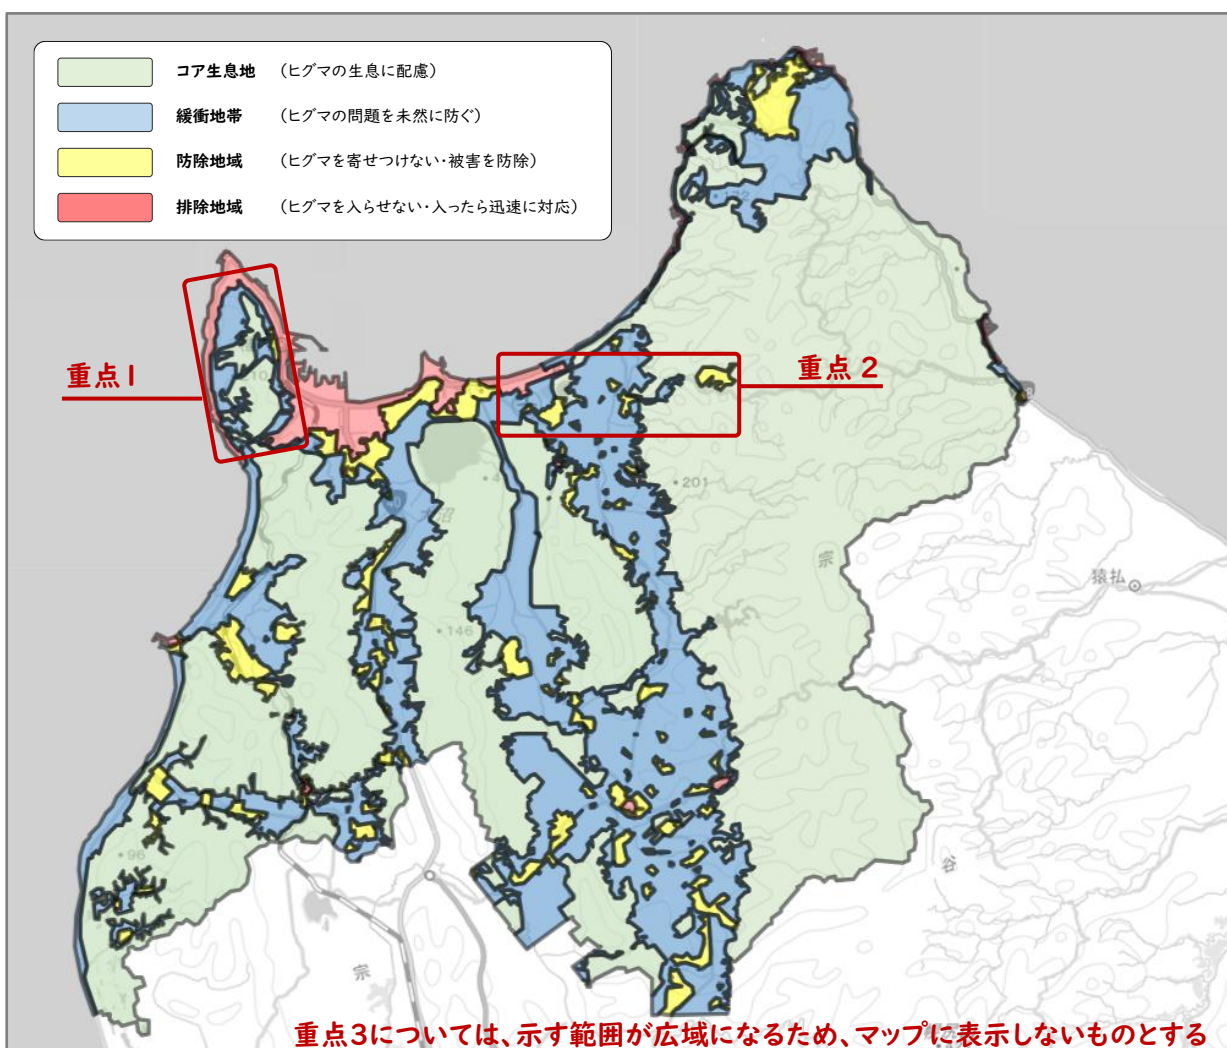 コア生息地 (ヒグマの生息に配慮)
緩衝地帯 (ヒグマの問題を未然に防ぐ)
防除地域 (ヒグマを寄せつけない・被害を防除)
排除地域 (ヒグマを入らせない・入ったら迅速に対応)
172
重点1
重点2
大沼
201
宗
猿払
146
96
谷
宗
重点3については、示す範囲が広域になるため、マップに表示しないものとする